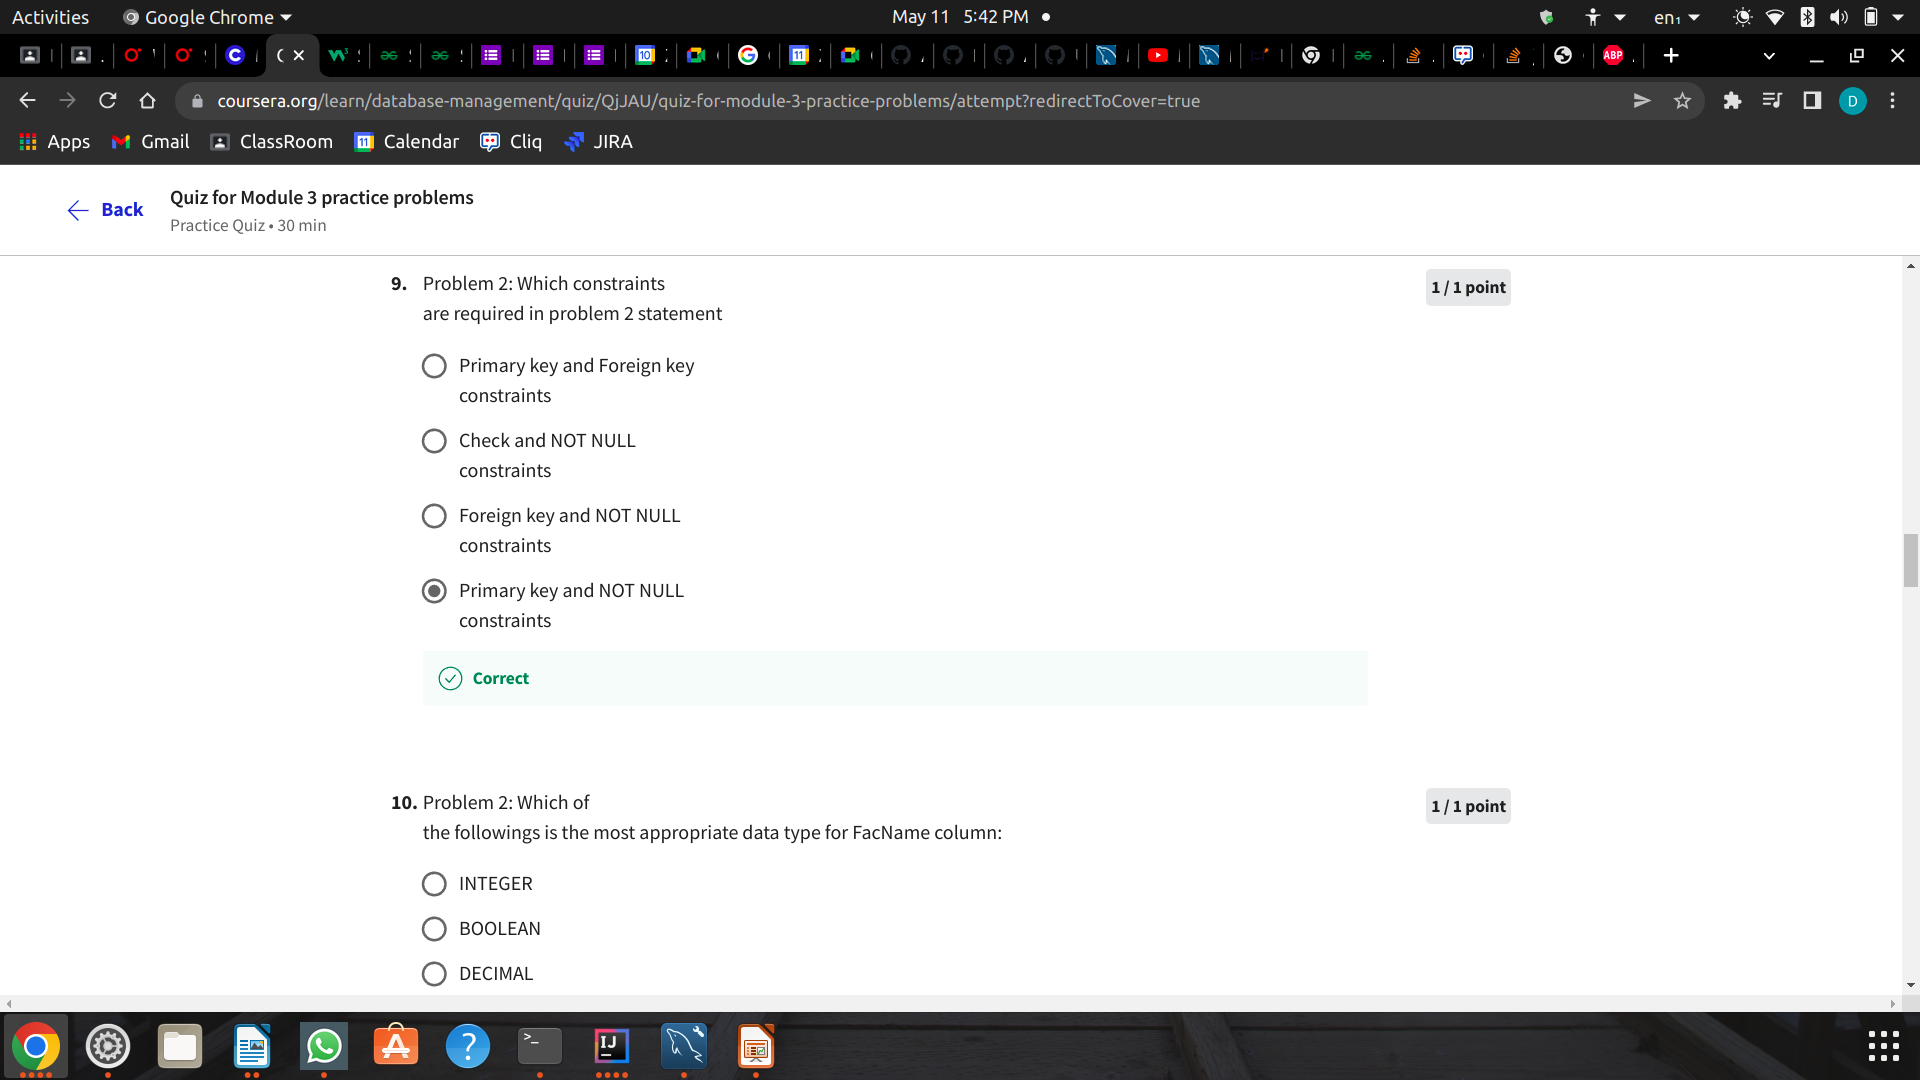 Activities
Google Chrome
May 11 5:42 PM
en₁
coursera.org/learn/database-management/quiz/QjJAU/quiz-for-module-3-practice-problems/attempt?redirectToCover=true
D
Apps
Gmail
ClassRoom
Calendar
Cliq
JIRA
Back
Quiz for Module 3 practice problems
Practice Quiz • 30 min
9. Problem 2: Which constraints
are required in problem 2 statement
1 / 1 point
Primary key and Foreign key
constraints
Check and NOT NULL
constraints
Foreign key and NOT NULL
constraints
Primary key and NOT NULL
constraints
Correct
10. Problem 2: Which of
the followings is the most appropriate data type for FacName column:
1 / 1 point
INTEGER
BOOLEAN
DECIMAL